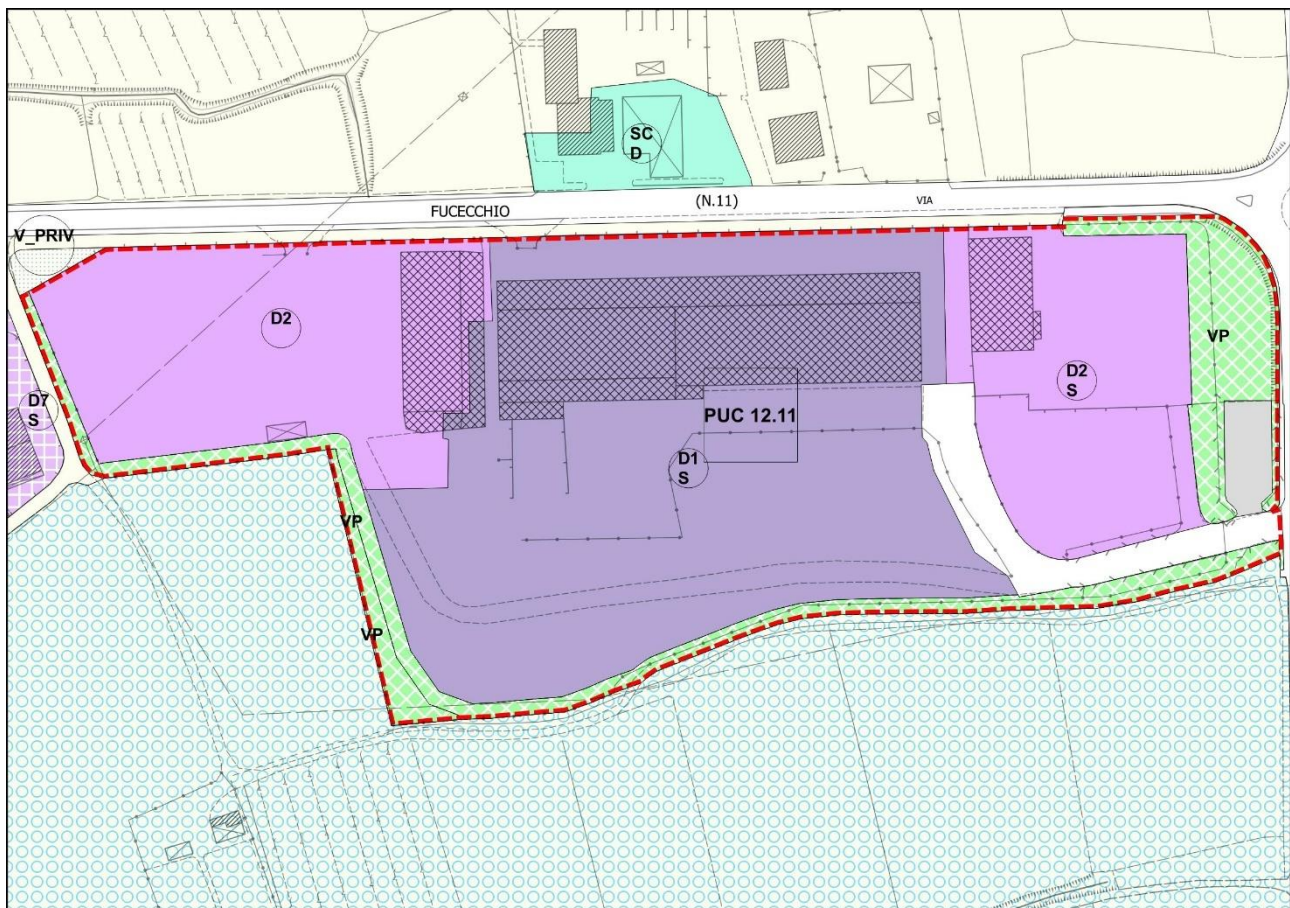 SC
D
FUCECCHIO
(N.11)
VIA
V_PRIV
D2
VP
D2
S
D7
S
PUC 12.11
D1
S
VP
VP